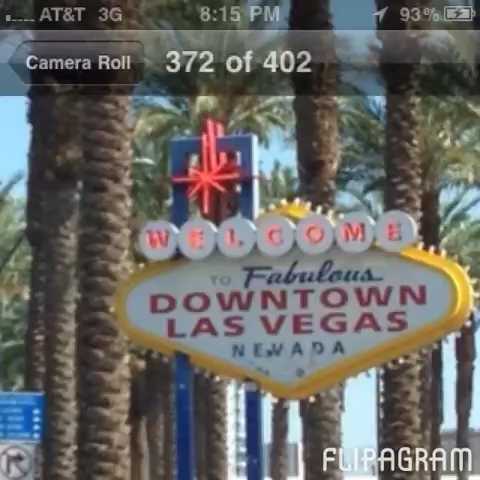 AT&T 3G 8:15 PM 93%
Camera Roll 372 of 402
WELCOME
TO Fabulous
DOWNTOWN
LAS VEGAS
NEVADA
FLIPAGRAM